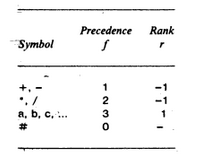 Precedence Rank
Symbol f r
+, - 1 -1
*, / 2 -1
a, b, c, ... 3 1
# 0 -